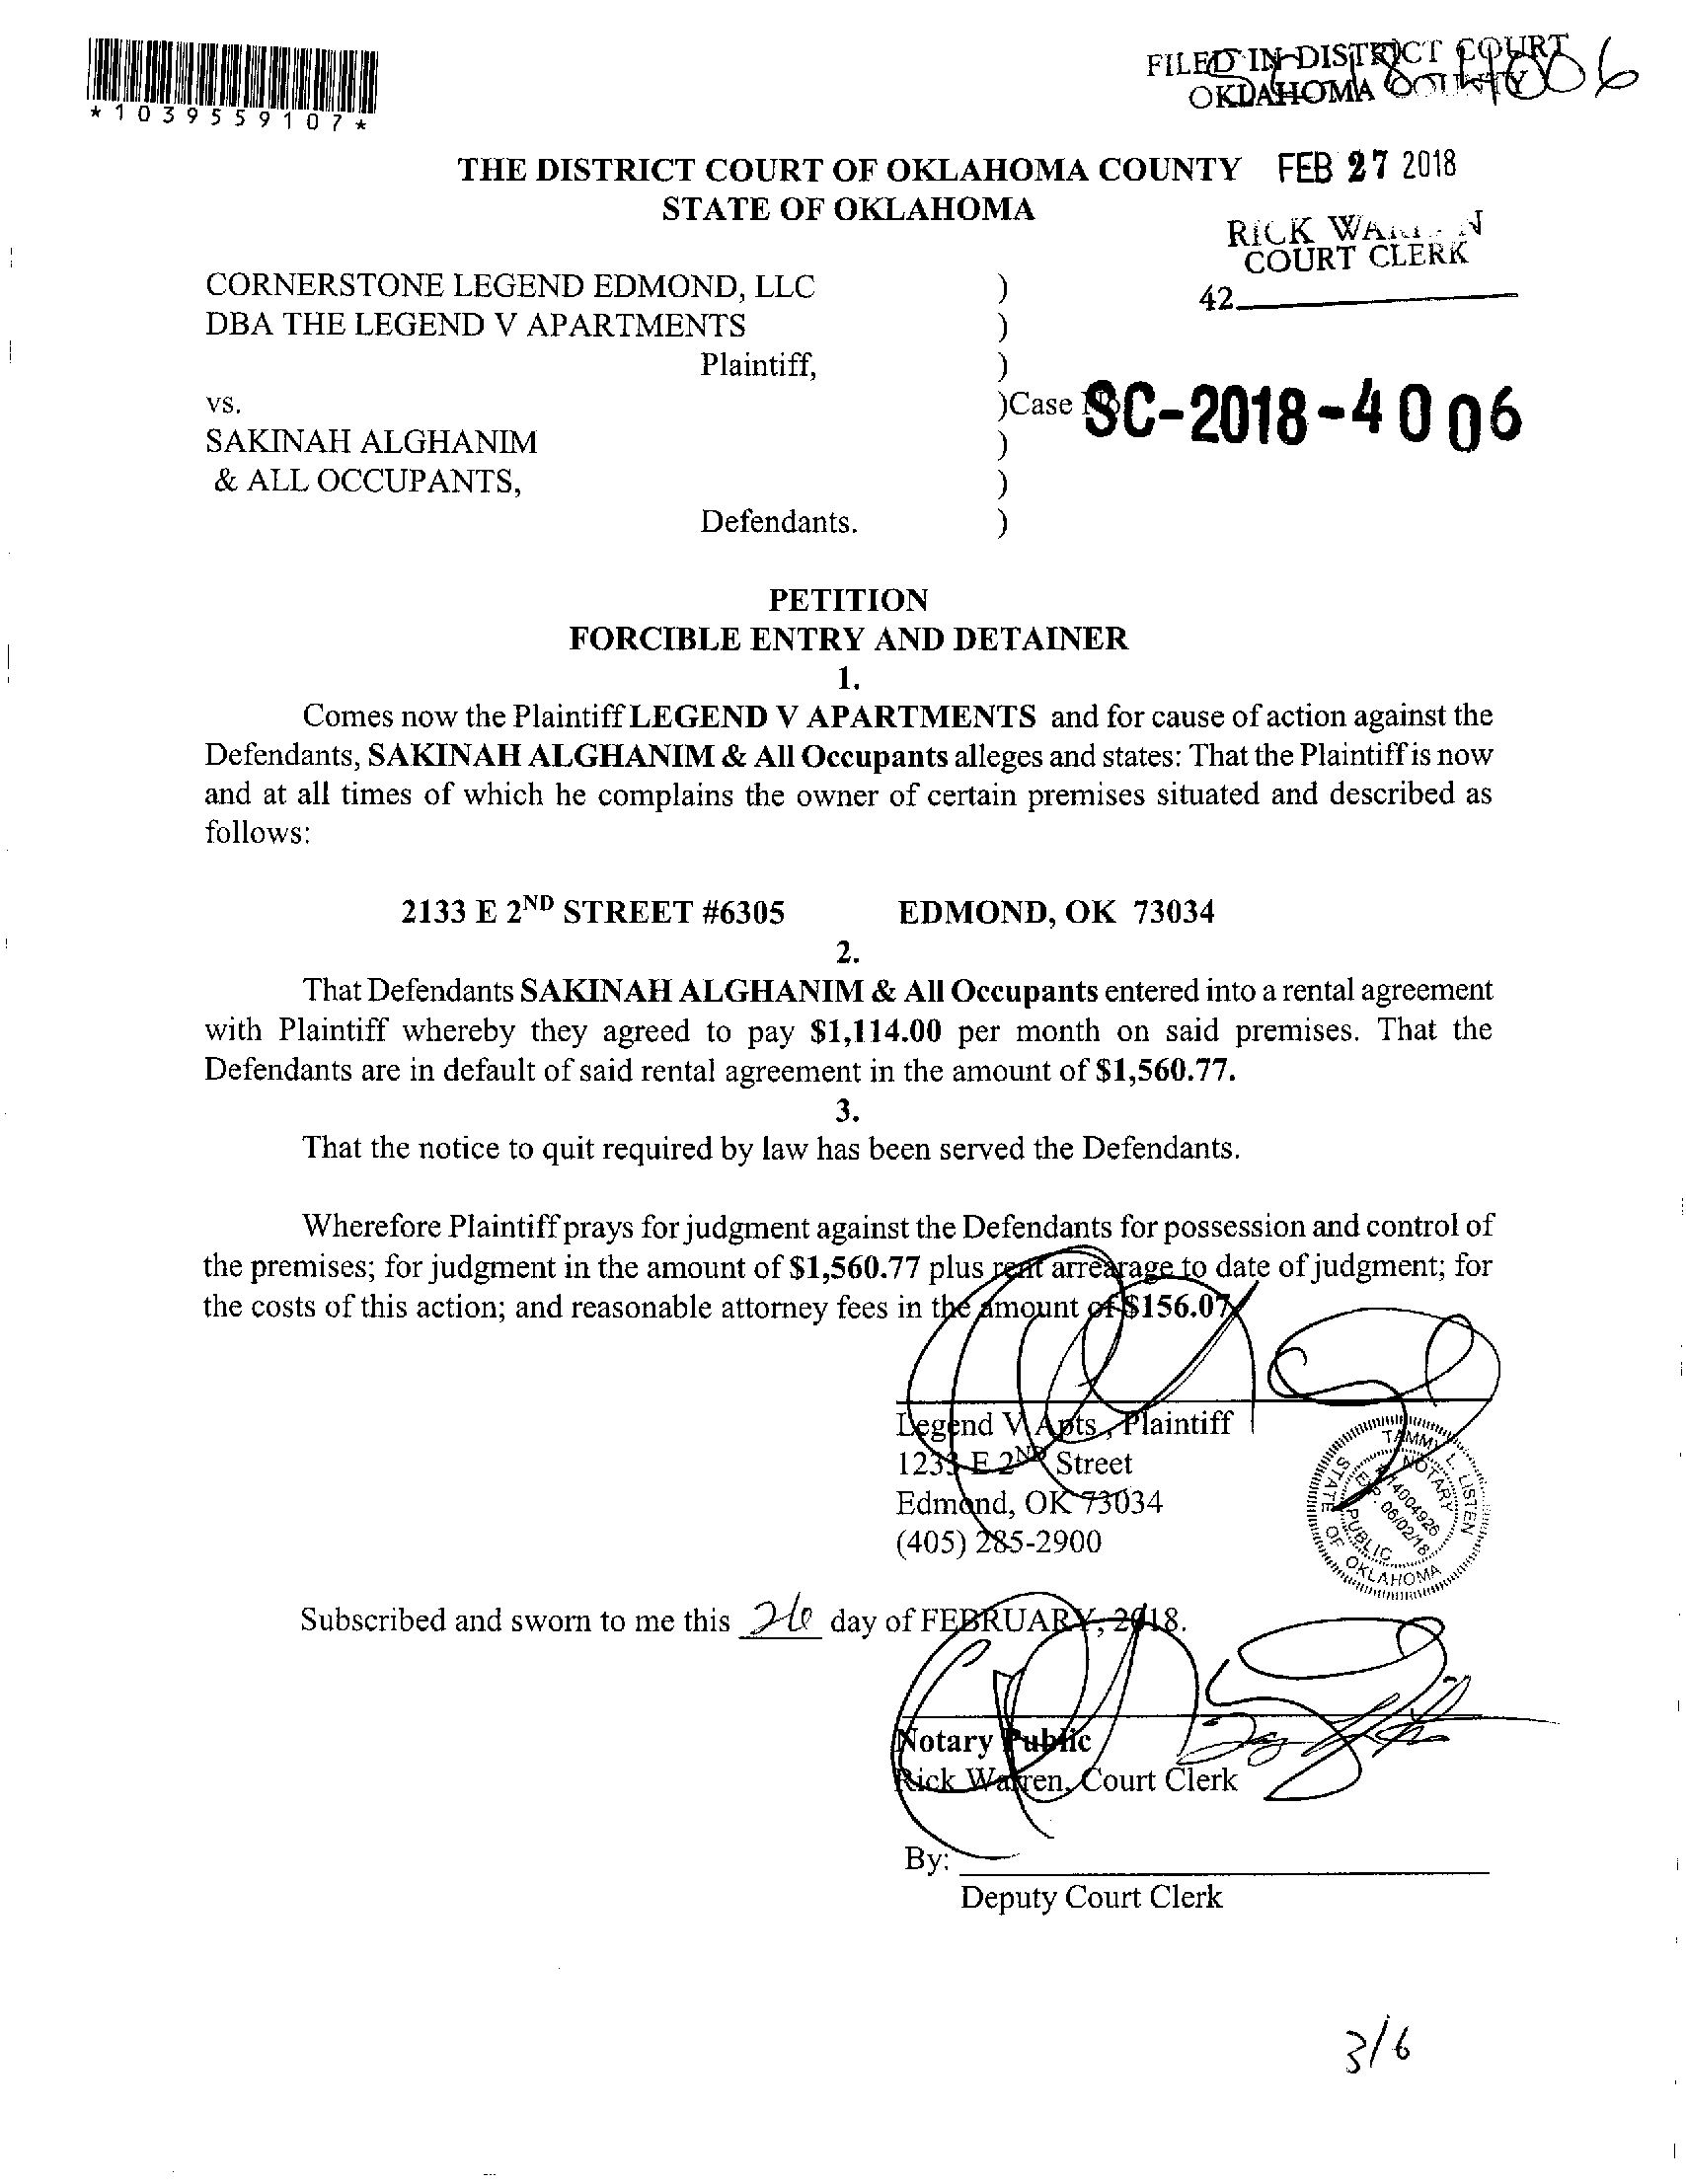 *1039559107*
FILED IN DISTRICT COURT
OKLAHOMA COUNTY
THE DISTRICT COURT OF OKLAHOMA COUNTY
STATE OF OKLAHOMA
FEB 27 2018
RICK
COURT CLERK
42
CORNERSTONE LEGEND EDMOND, LLC )
DBA THE LEGEND V APARTMENTS )
Plaintiff, )
vs. )Case SC-2018-4006
SAKINAH ALGHANIM )
& ALL OCCUPANTS, )
Defendants. )
PETITION
FORCIBLE ENTRY AND DETAINER
1.
Comes now the Plaintiff LEGEND V APARTMENTS and for cause of action against the
Defendants, SAKINAH ALGHANIM & All Occupants alleges and states: That the Plaintiff is now
and at all times of which he complains the owner of certain premises situated and described as
follows:
2133 E 2ND STREET #6305 EDMOND, OK 73034
2.
That Defendants SAKINAH ALGHANIM & All Occupants entered into a rental agreement
with Plaintiff whereby they agreed to pay $1,114.00 per month on said premises. That the
Defendants are in default of said rental agreement in the amount of $1,560.77.
3.
That the notice to quit required by law has been served the Defendants.
Wherefore Plaintiff prays for judgment against the Defendants for possession and control of
the premises; for judgment in the amount of $1,560.77 plus rent arrearage to date of judgment; for
the costs of this action; and reasonable attorney fees in the amount of $156.07
Legend V Apts, Plaintiff
1233 E 2ND Street
Edmond, OK 73034
(405) 285-2900
TAMMY L. LISTEN
NOTARY PUBLIC
# 14004926
EXP. 06/02/18
STATE OF OKLAHOMA
Subscribed and sworn to me this 26 day of FEBRUARY, 2018.
Notary Public
Rick Warren, Court Clerk
By:
Deputy Court Clerk
3/6